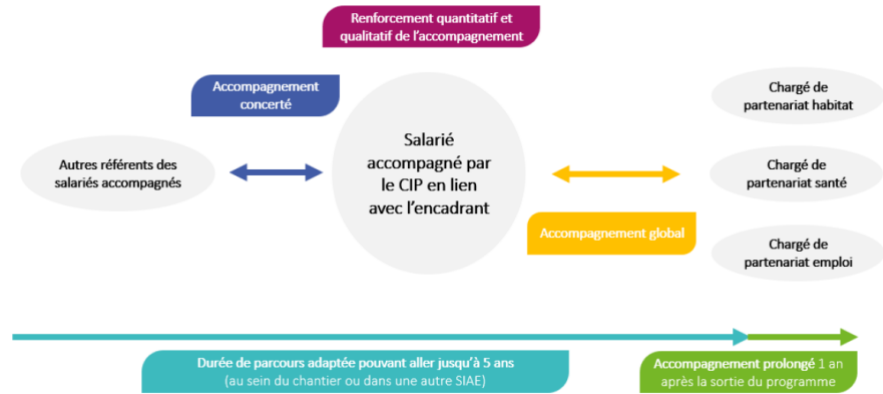 Renforcement quantitatif et
qualitatif de l'accompagnement
Accompagnement
concerté
Autres référents des
salariés accompagnés
Salarié
accompagné par
le CIP en lien
avec l'encadrant
Accompagnement global
Chargé de
partenariat habitat
Chargé de
partenariat santé
Chargé de
partenariat emploi
Durée de parcours adaptée pouvant aller jusqu'à 5 ans
(au sein du chantier ou dans une autre SIAE)
Accompagnement prolongé 1 an
après la sortie du programme